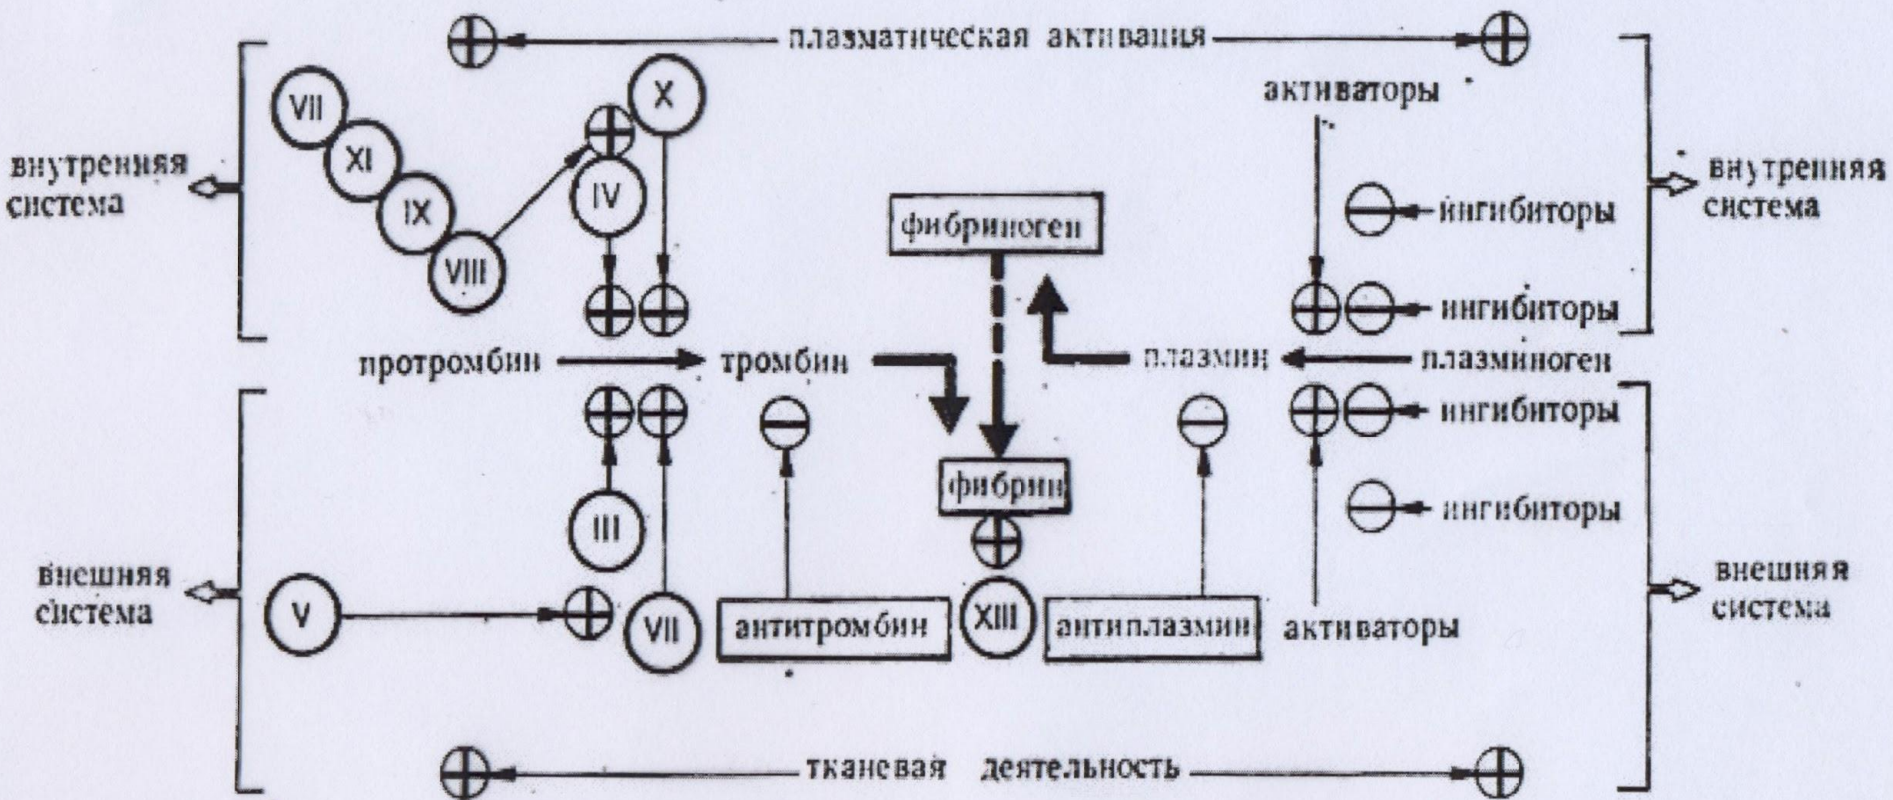 плазматическая активация
активаторы
VII
XI
IX
VIII
IV
X
внутренняя
система
фибриноген
ингибиторы
внутренняя
система
ингибиторы
протромбин
тромбин
плазмин
плазминоген
ингибиторы
фибрин
ингибиторы
III
внешняя
система
V
VII
антитромбин
XIII
антиплазмин
активаторы
внешняя
система
тканевая деятельность